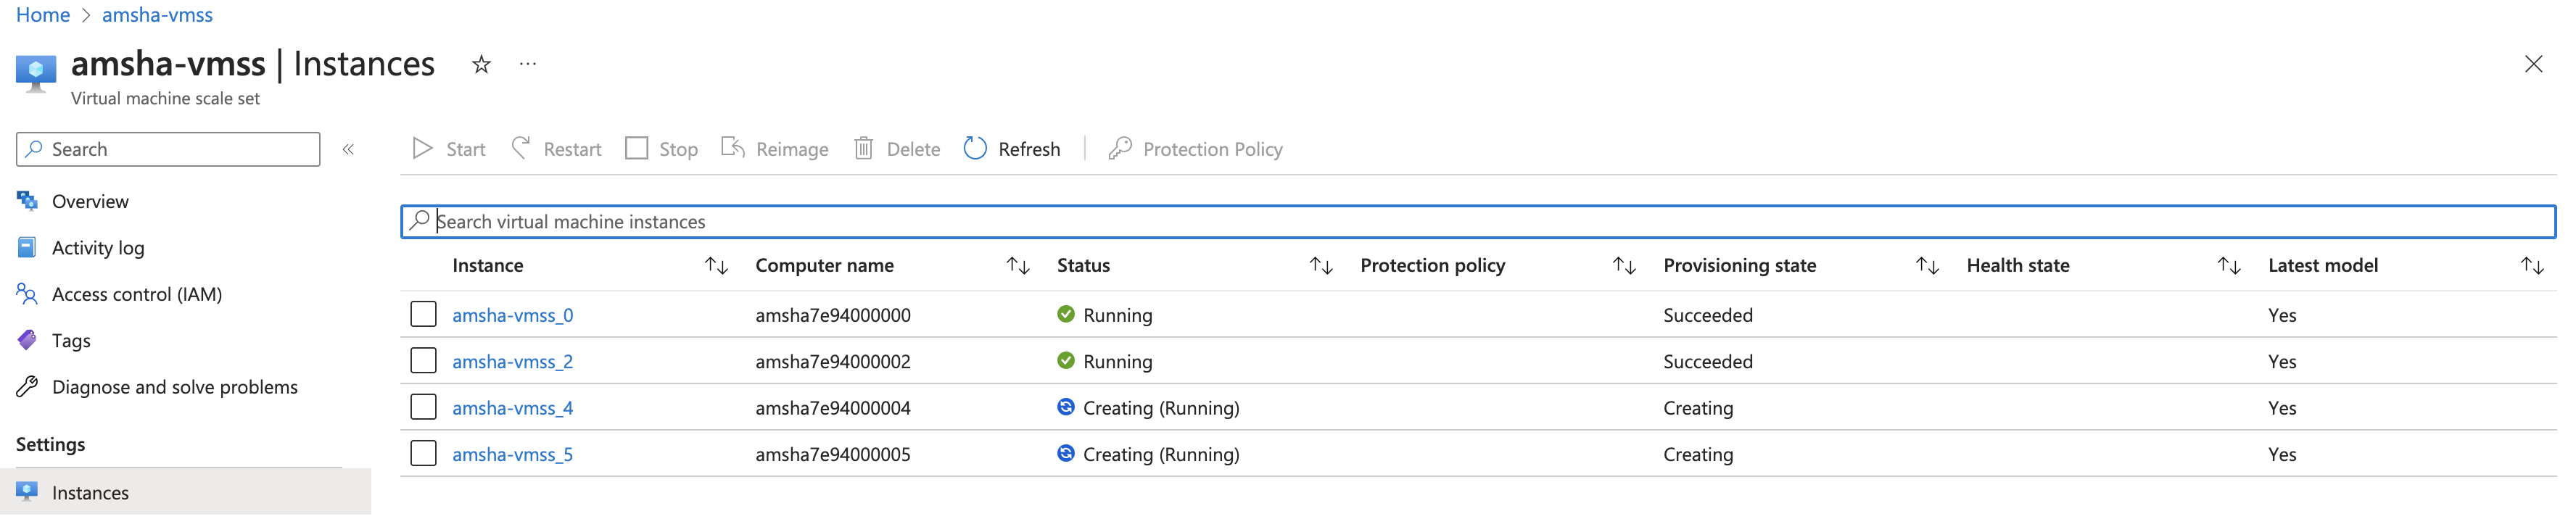 Home > amsha-vmss
amsha-vmss | Instances ☆ ...
Virtual machine scale set
Search «
Overview
Activity log
Access control (IAM)
Tags
Diagnose and solve problems
Settings
Instances
Start Restart Stop Reimage Delete Refresh Protection Policy
Search virtual machine instances
Instance ↑↓ Computer name ↑↓ Status ↑↓ Protection policy ↑↓ Provisioning state ↑↓ Health state ↑↓ Latest model ↑↓
amsha-vmss_0 amsha7e94000000 Running Succeeded Yes
amsha-vmss_2 amsha7e94000002 Running Succeeded Yes
amsha-vmss_4 amsha7e94000004 Creating (Running) Creating Yes
amsha-vmss_5 amsha7e94000005 Creating (Running) Creating Yes